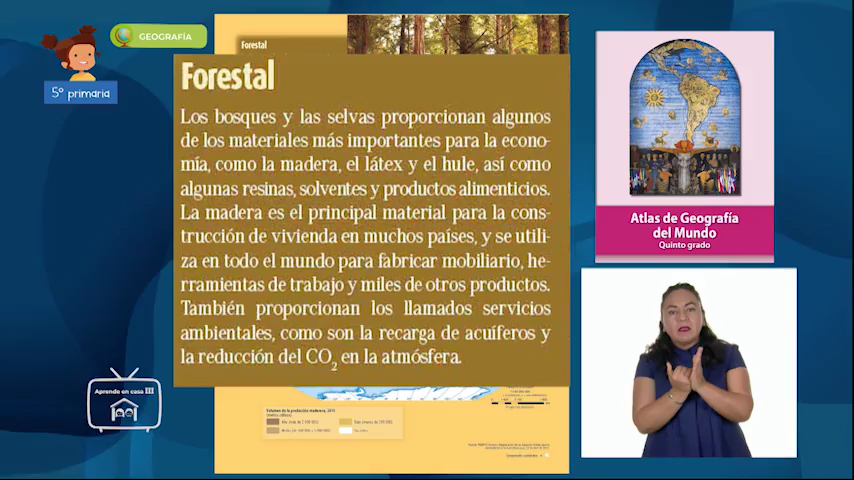 GEOGRAFÍA
5° primaria
Forestal
Forestal
Los bosques y las selvas proporcionan algunos
de los materiales más importantes para la econo-
mía, como la madera, el látex y el hule, así como
algunas resinas, solventes y productos alimenticios.
La madera es el principal material para la cons-
trucción de vivienda en muchos países, y se utili-
za en todo el mundo para fabricar mobiliario, he-
rramientas de trabajo y miles de otros productos.
También proporcionan los llamados servicios
ambientales, como son la recarga de acuíferos y
la reducción del CO2 en la atmósfera.
Atlas de Geografía
del Mundo
Quinto grado
Aprende en casa III